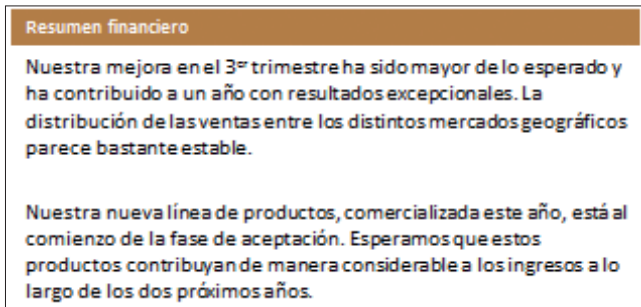 Resumen financiero
Nuestra mejora en el 3er trimestre ha sido mayor de lo esperado y
ha contribuido a un año con resultados excepcionales. La
distribución de las ventas entre los distintos mercados geográficos
parece bastante estable.
Nuestra nueva línea de productos, comercializada este año, está al
comienzo de la fase de aceptación. Esperamos que estos
productos contribuyan de manera considerable a los ingresos a lo
largo de los dos próximos años.